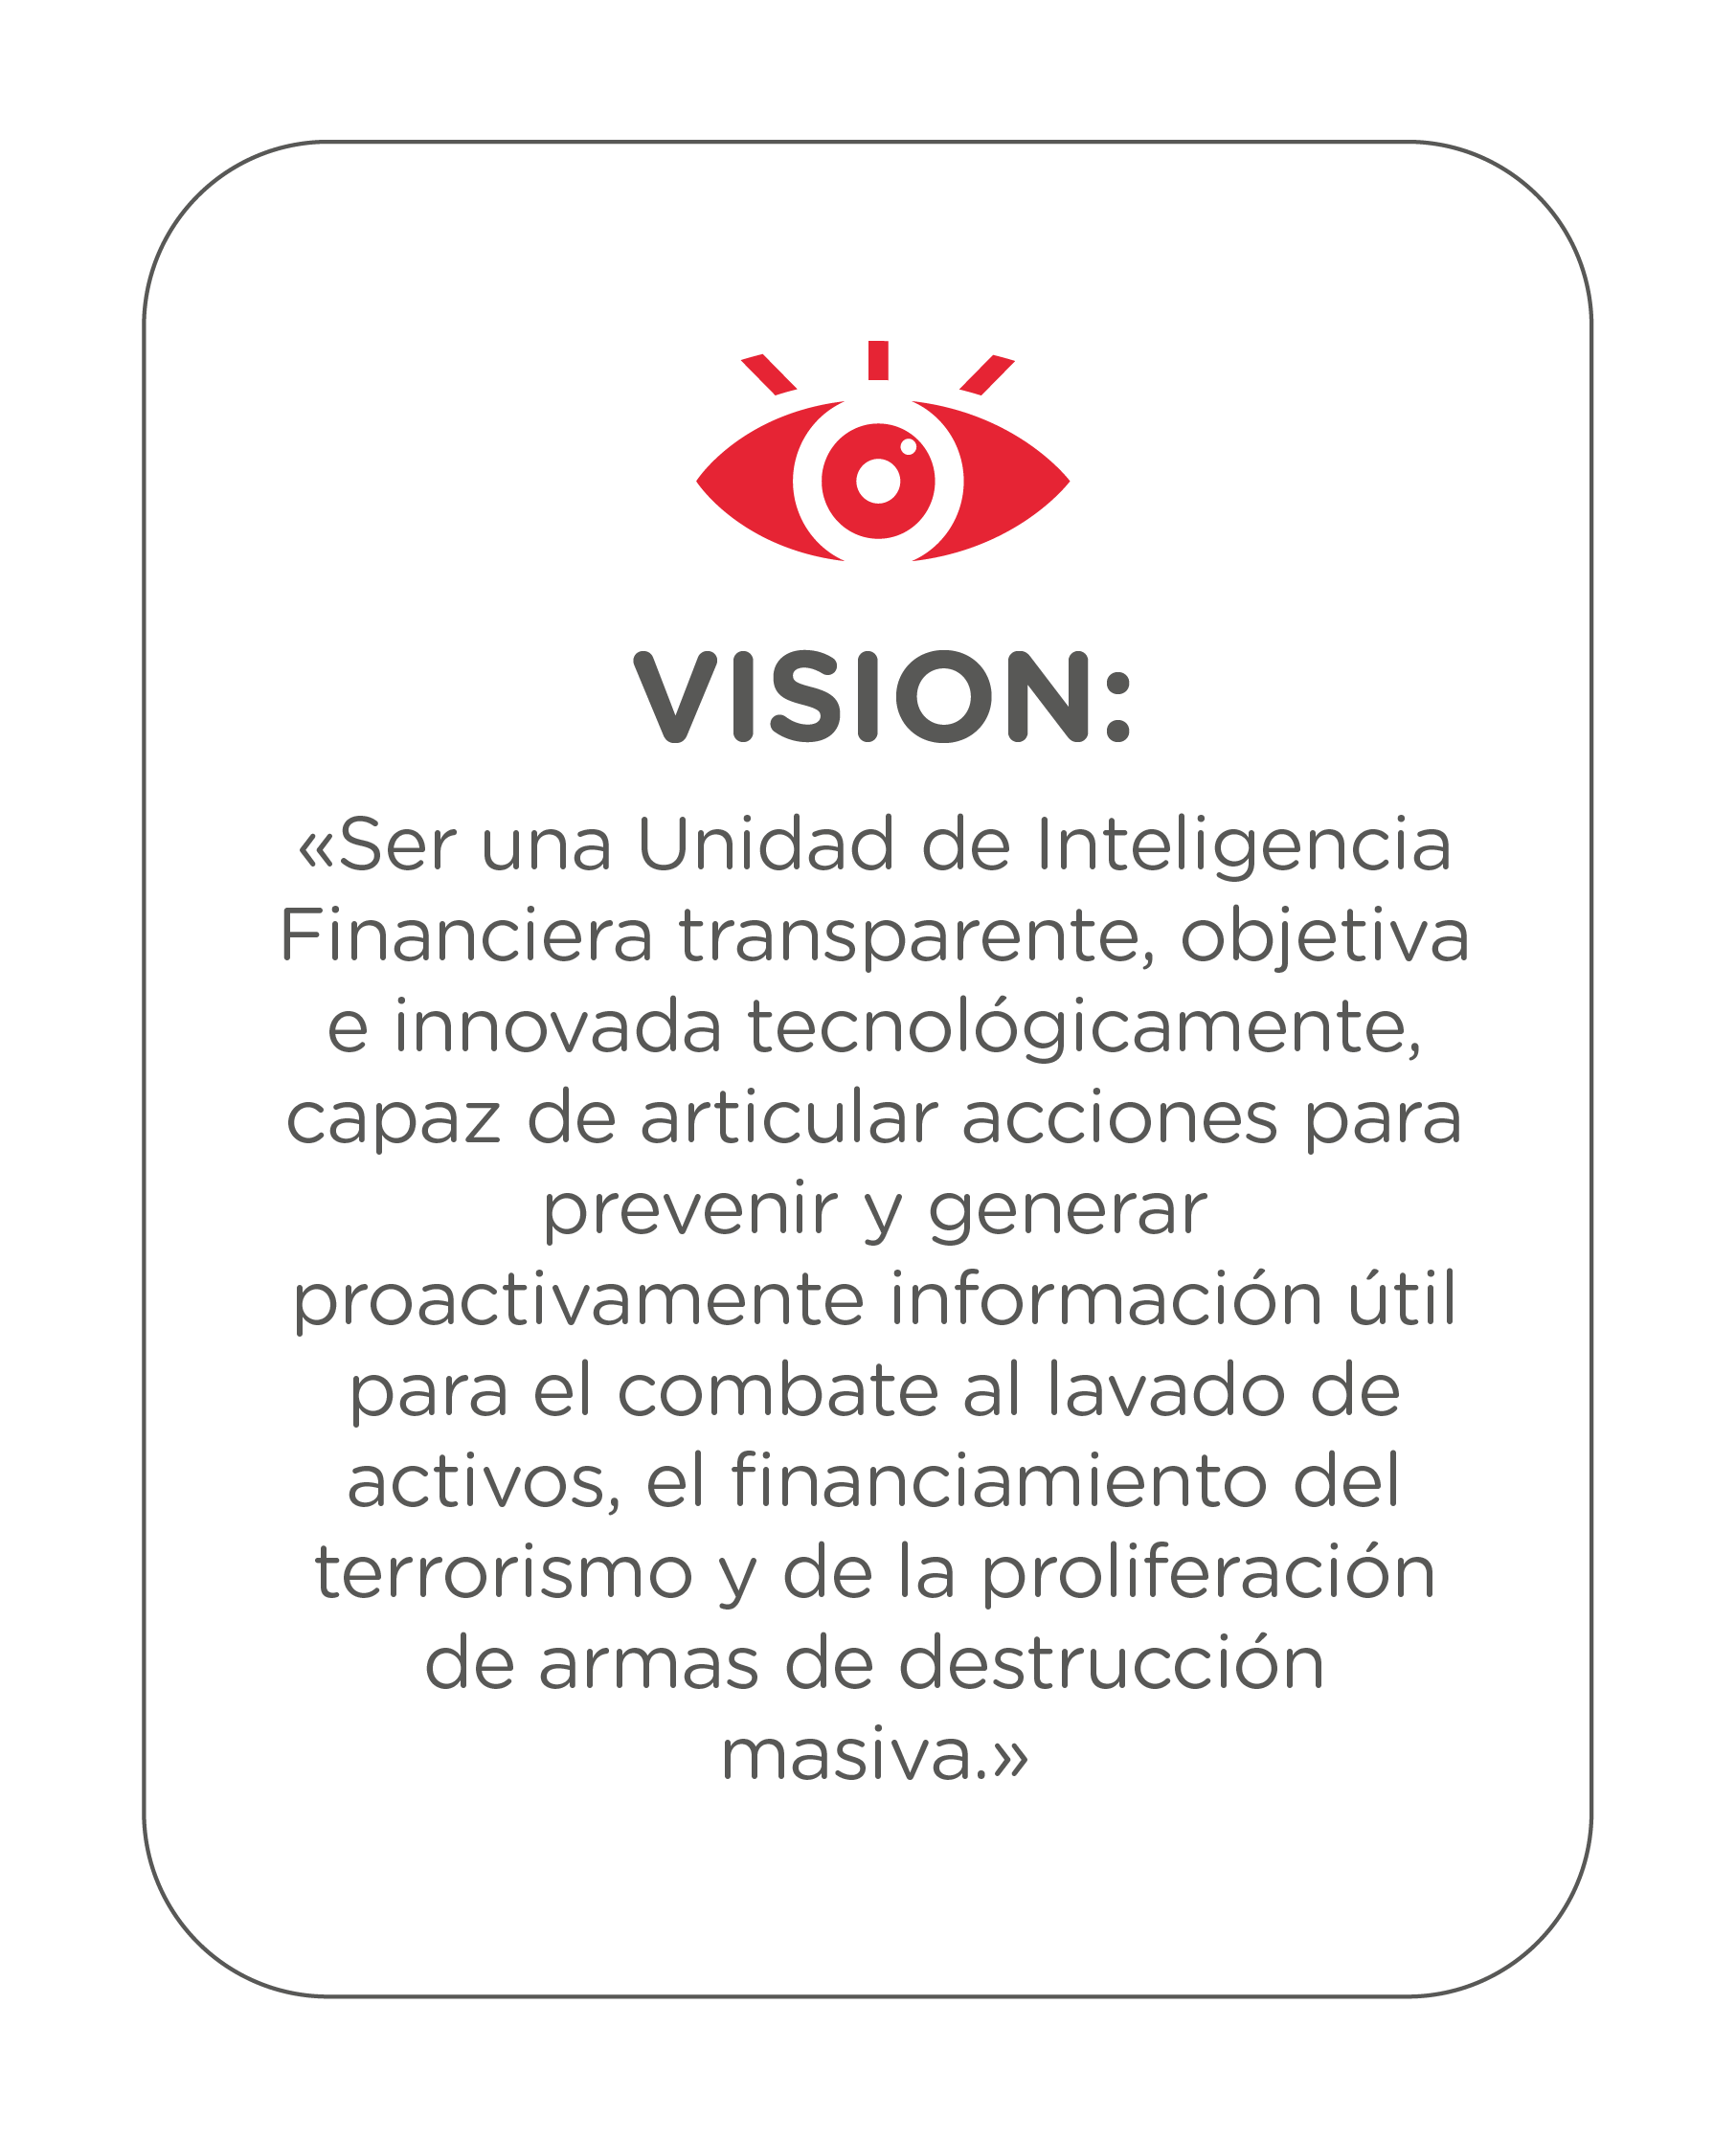 VISION:
«Ser una Unidad de Inteligencia
Financiera transparente, objetiva
e innovada tecnológicamente,
capaz de articular acciones para
prevenir y generar
proactivamente información útil
para el combate al lavado de
activos, el financiamiento del
terrorismo y de la proliferación
de armas de destrucción
masiva.»